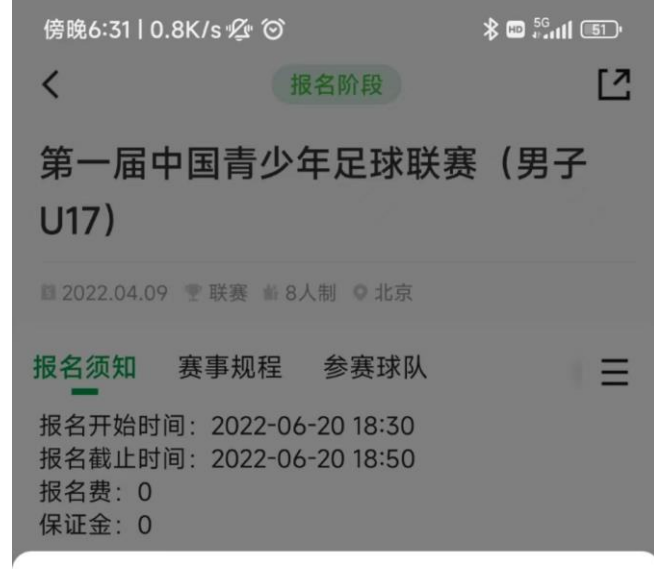 傍晚6:31 | 0.8K/s HD 5G 51
报名阶段
第一届中国青少年足球联赛（男子
U17）
2022.04.09 联赛 8人制 北京
报名须知 赛事规程 参赛球队
报名开始时间：2022-06-20 18:30
报名截止时间：2022-06-20 18:50
报名费：0
保证金：0